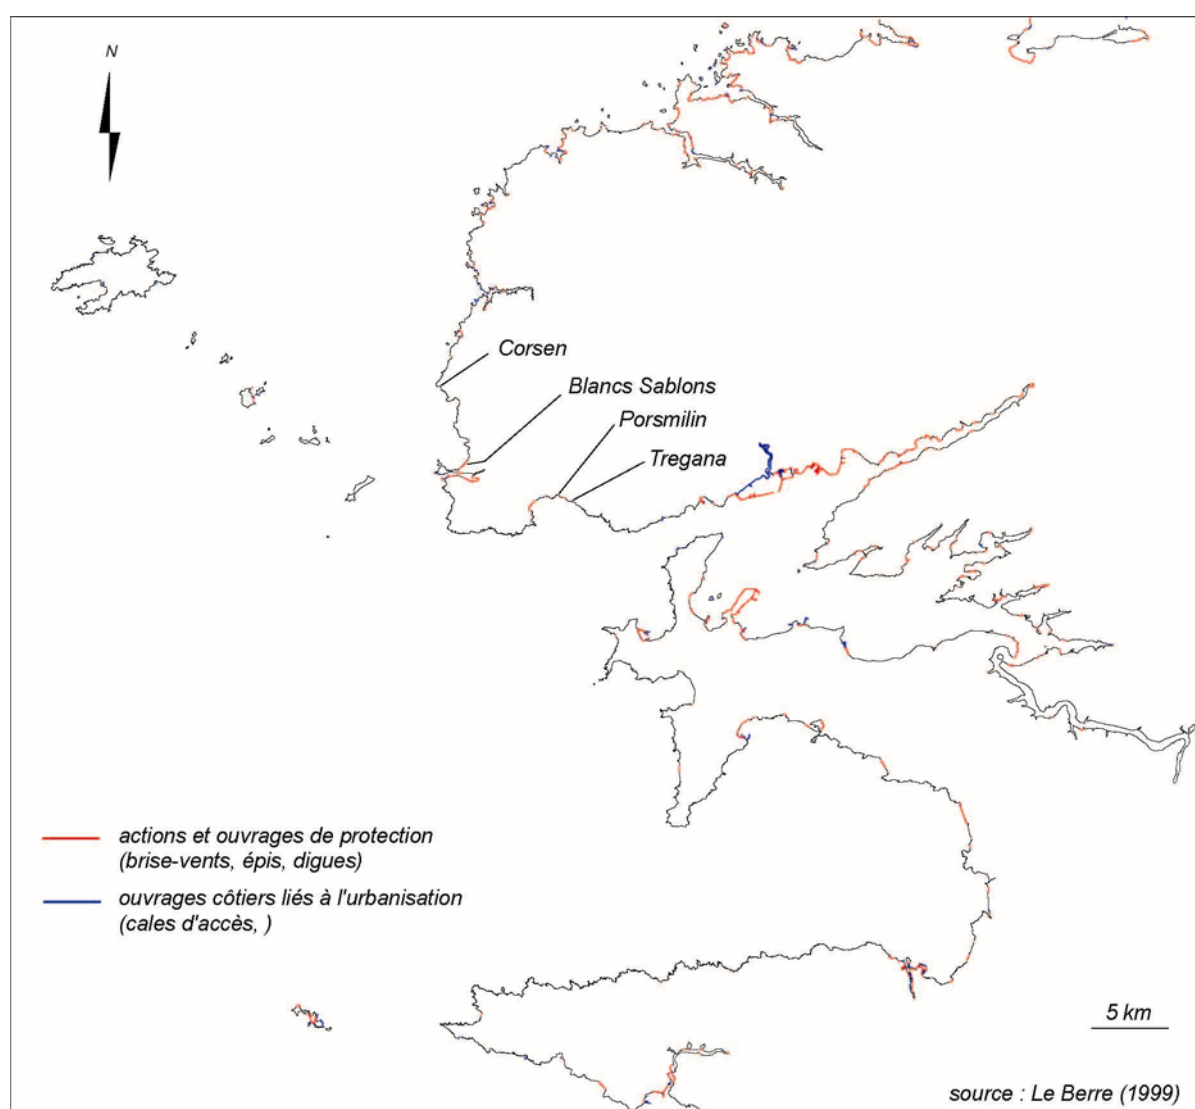 N
Corsen
Blancs Sablons
Porsmilin
Tregana
actions et ouvrages de protection
(brise-vents, épis, digues)
ouvrages côtiers liés à l'urbanisation
(cales d'accès, )
5 km
source : Le Berre (1999)